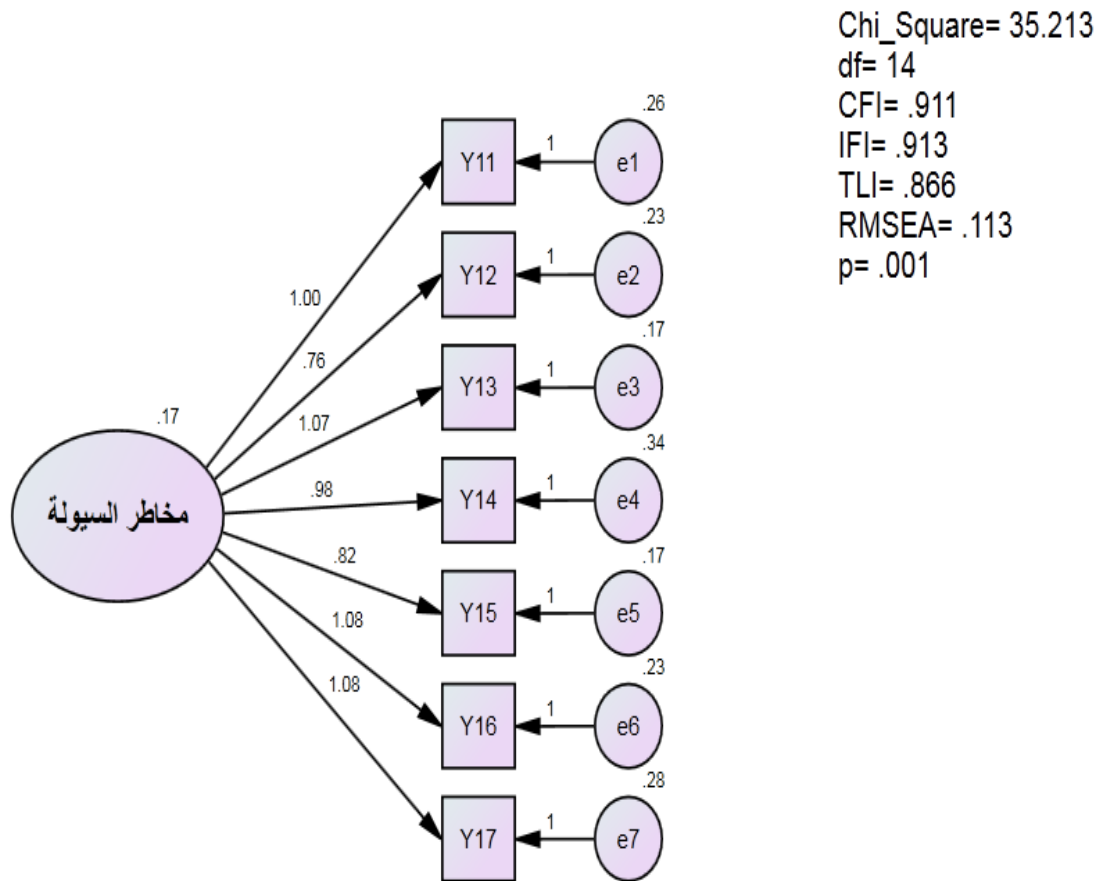 Chi_Square= 35.213
df= 14
CFI= .911
IFI= .913
TLI= .866
RMSEA= .113
p= .001
.26
Y11
1
e1
.23
Y12
1
e2
.17
Y13
1
e3
.34
Y14
1
e4
.17
Y15
1
e5
.23
Y16
1
e6
.28
Y17
1
e7
1.00
.76
1.07
.98
.82
1.08
1.08
.17
مخاطر السيولة